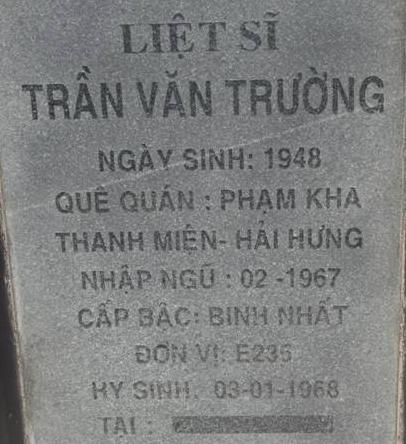 LIỆT SĨ
TRẦN VĂN TRƯỜNG
NGÀY SINH: 1948
QUÊ QUÁN : PHẠM KHA
THANH MIỆN- HẢI HƯNG
NHẬP NGŨ : 02 -1967
CẤP BẬC: BINH NHẤT
ĐƠN VỊ: E235
HY SINH. 03-01-1968
TẠI :